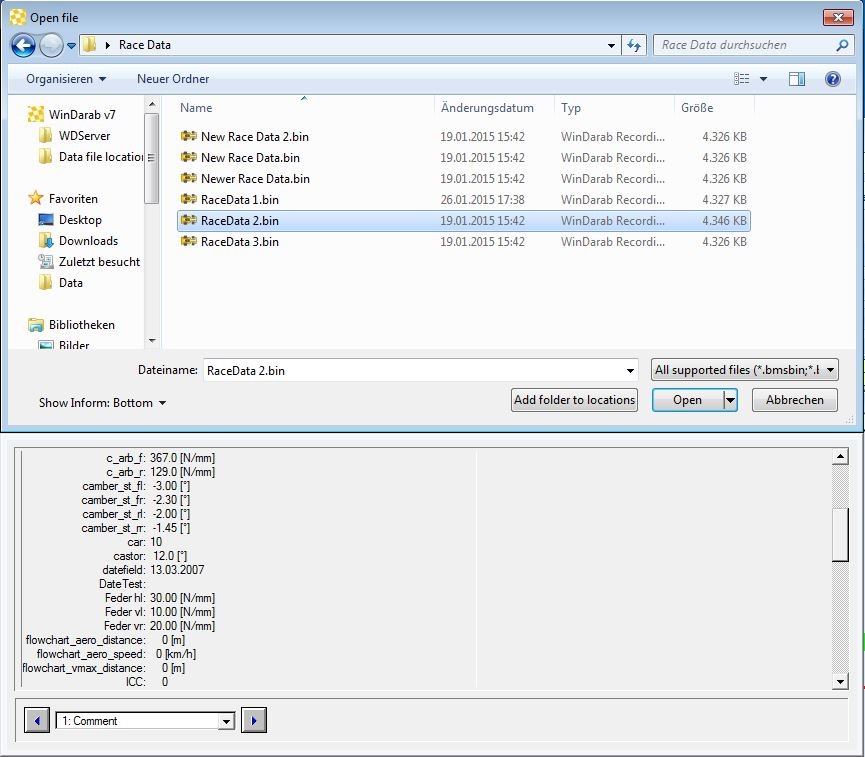 Open file
Race Data
Race Data durchsuchen
Organisieren
Neuer Ordner
WinDarab v7
WDServer
Data file location
Favoriten
Desktop
Downloads
Zuletzt besucht
Data
Bibliotheken
Bilder
Name Änderungsdatum Typ Größe
New Race Data 2.bin 19.01.2015 15:42 WinDarab Recordi... 4.326 KB
New Race Data.bin 19.01.2015 15:42 WinDarab Recordi... 4.326 KB
Newer Race Data.bin 19.01.2015 15:42 WinDarab Recordi... 4.326 KB
RaceData 1.bin 26.01.2015 17:38 WinDarab Recordi... 4.327 KB
RaceData 2.bin 19.01.2015 15:42 WinDarab Recordi... 4.346 KB
RaceData 3.bin 19.01.2015 15:42 WinDarab Recordi... 4.326 KB
Dateiname: RaceData 2.bin All supported files (*.bmsbin;*.l
Show Inform: Bottom Add folder to locations Open Abbrechen
c_arb_f: 367.0 [N/mm]
c_arb_r: 129.0 [N/mm]
camber_st_fl: -3.00 [°]
camber_st_fr: -2.30 [°]
camber_st_rl: -2.00 [°]
camber_st_rr: -1.45 [°]
car: 10
castor: 12.0 [°]
datefield: 13.03.2007
DateTest:
Feder hl: 30.00 [N/mm]
Feder vl: 10.00 [N/mm]
Feder vr: 20.00 [N/mm]
flowchart_aero_distance: 0 [m]
flowchart_aero_speed: 0 [km/h]
flowchart_vmax_distance: 0 [m]
ICC: 0
1: Comment